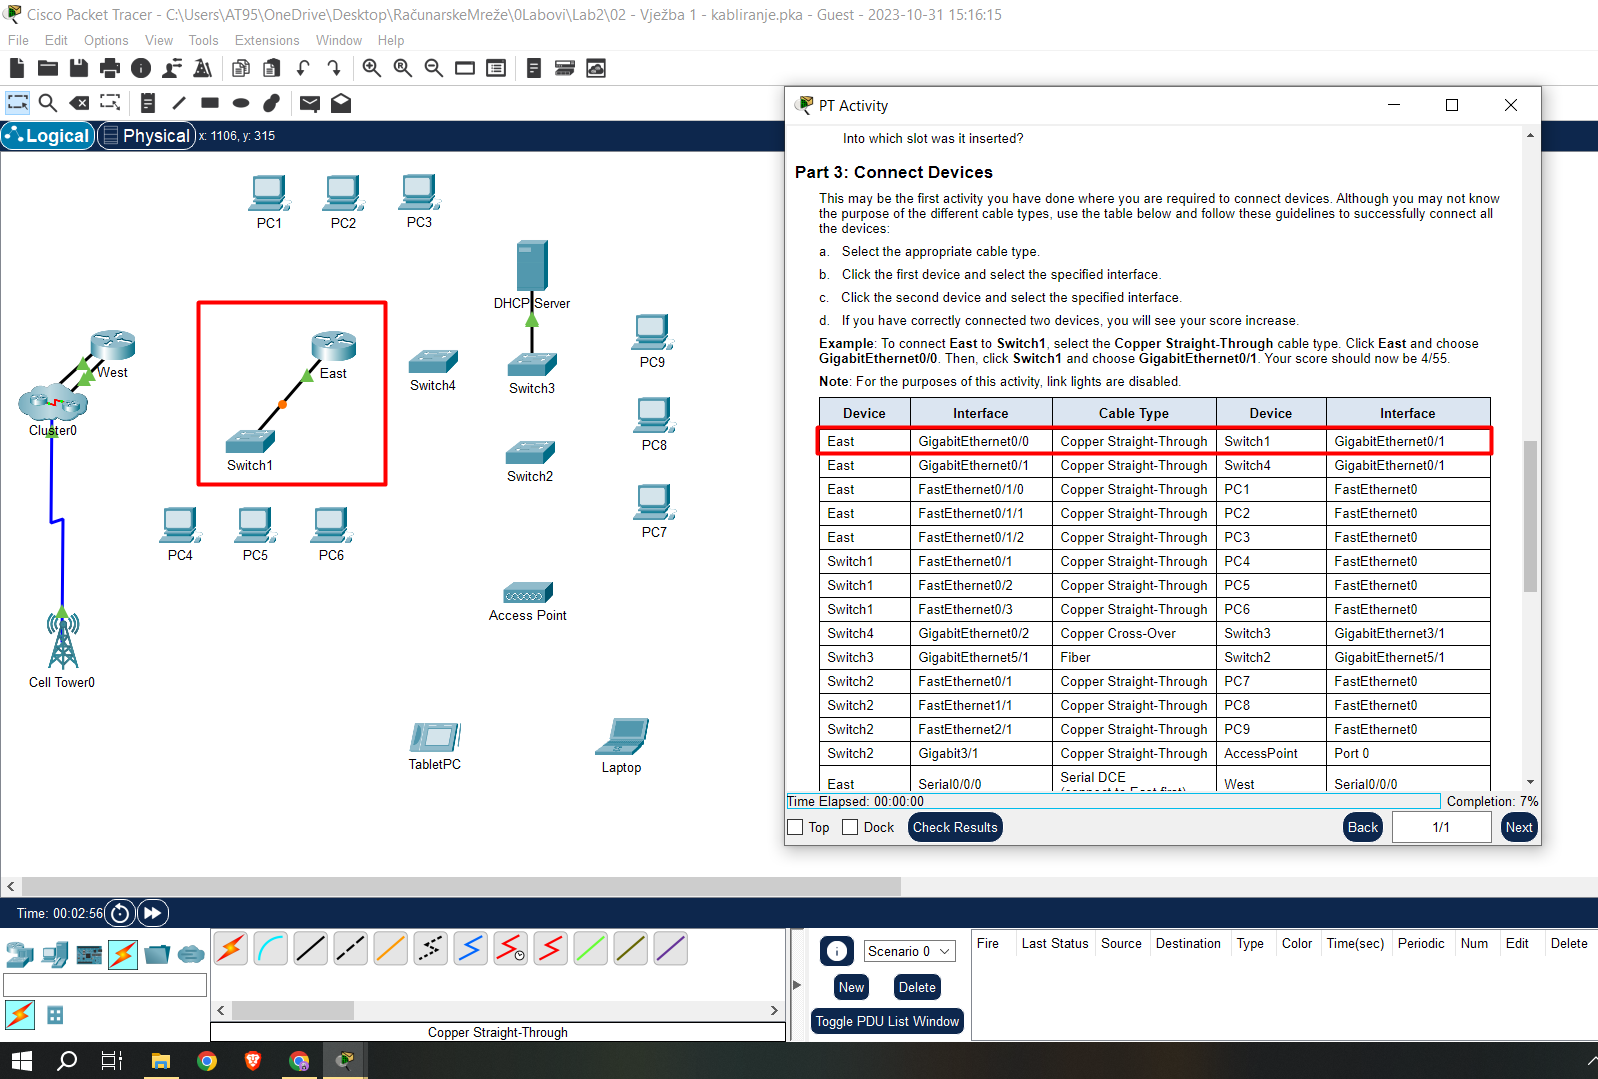 Cisco Packet Tracer - C:\Users\AT95\OneDrive\Desktop\RačunarskeMreže\0Labovi\Lab2\02 - Vježba 1 - kabliranje.pka - Guest - 2023-10-31 15:16:15
File Edit Options View Tools Extensions Window Help
Logical Physical x: 1106, y: 315
PC1 PC2 PC3
DHCP Server
West
East
Switch4
Switch3
PC9
Cluster0
Switch1
Switch2
PC8
PC7
PC4 PC5 PC6
Access Point
Cell Tower0
TabletPC
Laptop
PT Activity
Into which slot was it inserted?
Part 3: Connect Devices
This may be the first activity you have done where you are required to connect devices. Although you may not know
the purpose of the different cable types, use the table below and follow these guidelines to successfully connect all
the devices:
a. Select the appropriate cable type.
b. Click the first device and select the specified interface.
c. Click the second device and select the specified interface.
d. If you have correctly connected two devices, you will see your score increase.
Example: To connect East to Switch1, select the Copper Straight-Through cable type. Click East and choose
GigabitEthernet0/0. Then, click Switch1 and choose GigabitEthernet0/1. Your score should now be 4/55.
Note: For the purposes of this activity, link lights are disabled.
Device Interface Cable Type Device Interface
East GigabitEthernet0/0 Copper Straight-Through Switch1 GigabitEthernet0/1
East GigabitEthernet0/1 Copper Straight-Through Switch4 GigabitEthernet0/1
East FastEthernet0/1/0 Copper Straight-Through PC1 FastEthernet0
East FastEthernet0/1/1 Copper Straight-Through PC2 FastEthernet0
East FastEthernet0/1/2 Copper Straight-Through PC3 FastEthernet0
Switch1 FastEthernet0/1 Copper Straight-Through PC4 FastEthernet0
Switch1 FastEthernet0/2 Copper Straight-Through PC5 FastEthernet0
Switch1 FastEthernet0/3 Copper Straight-Through PC6 FastEthernet0
Switch4 GigabitEthernet0/2 Copper Cross-Over Switch3 GigabitEthernet3/1
Switch3 GigabitEthernet5/1 Fiber Switch2 GigabitEthernet5/1
Switch2 FastEthernet0/1 Copper Straight-Through PC7 FastEthernet0
Switch2 FastEthernet1/1 Copper Straight-Through PC8 FastEthernet0
Switch2 FastEthernet2/1 Copper Straight-Through PC9 FastEthernet0
Switch2 Gigabit3/1 Copper Straight-Through AccessPoint Port 0
East Serial0/0/0 Serial DCE West Serial0/0/0
Time Elapsed: 00:00:00 Completion: 7%
Top Dock Check Results Back 1/1 Next
Time: 00:02:56
Copper Straight-Through
Scenario 0
New Delete
Toggle PDU List Window
Fire Last Status Source Destination Type Color Time(sec) Periodic Num Edit Delete